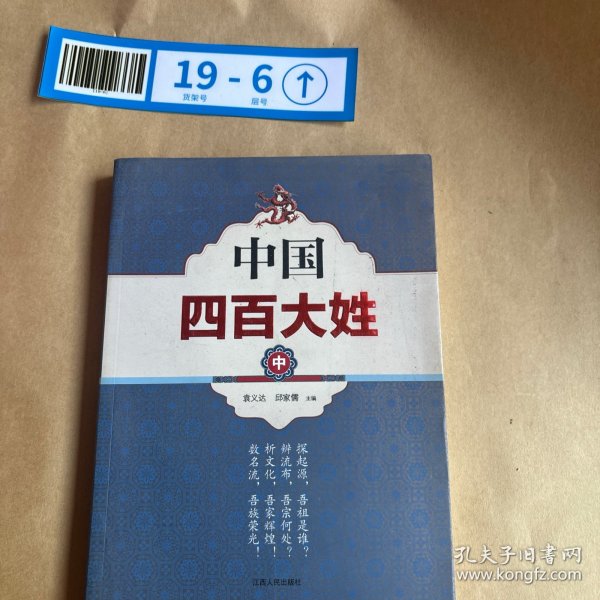 19 - 6
货架号 层号
中国
四百大姓
中
袁义达 邱家儒 主编
探起源，吾祖是谁？
辨流布，吾宗何处？
析文化，吾家辉煌！
数名流，吾族荣光！
江西人民出版社
孔夫子旧书网
www.kongfz.com